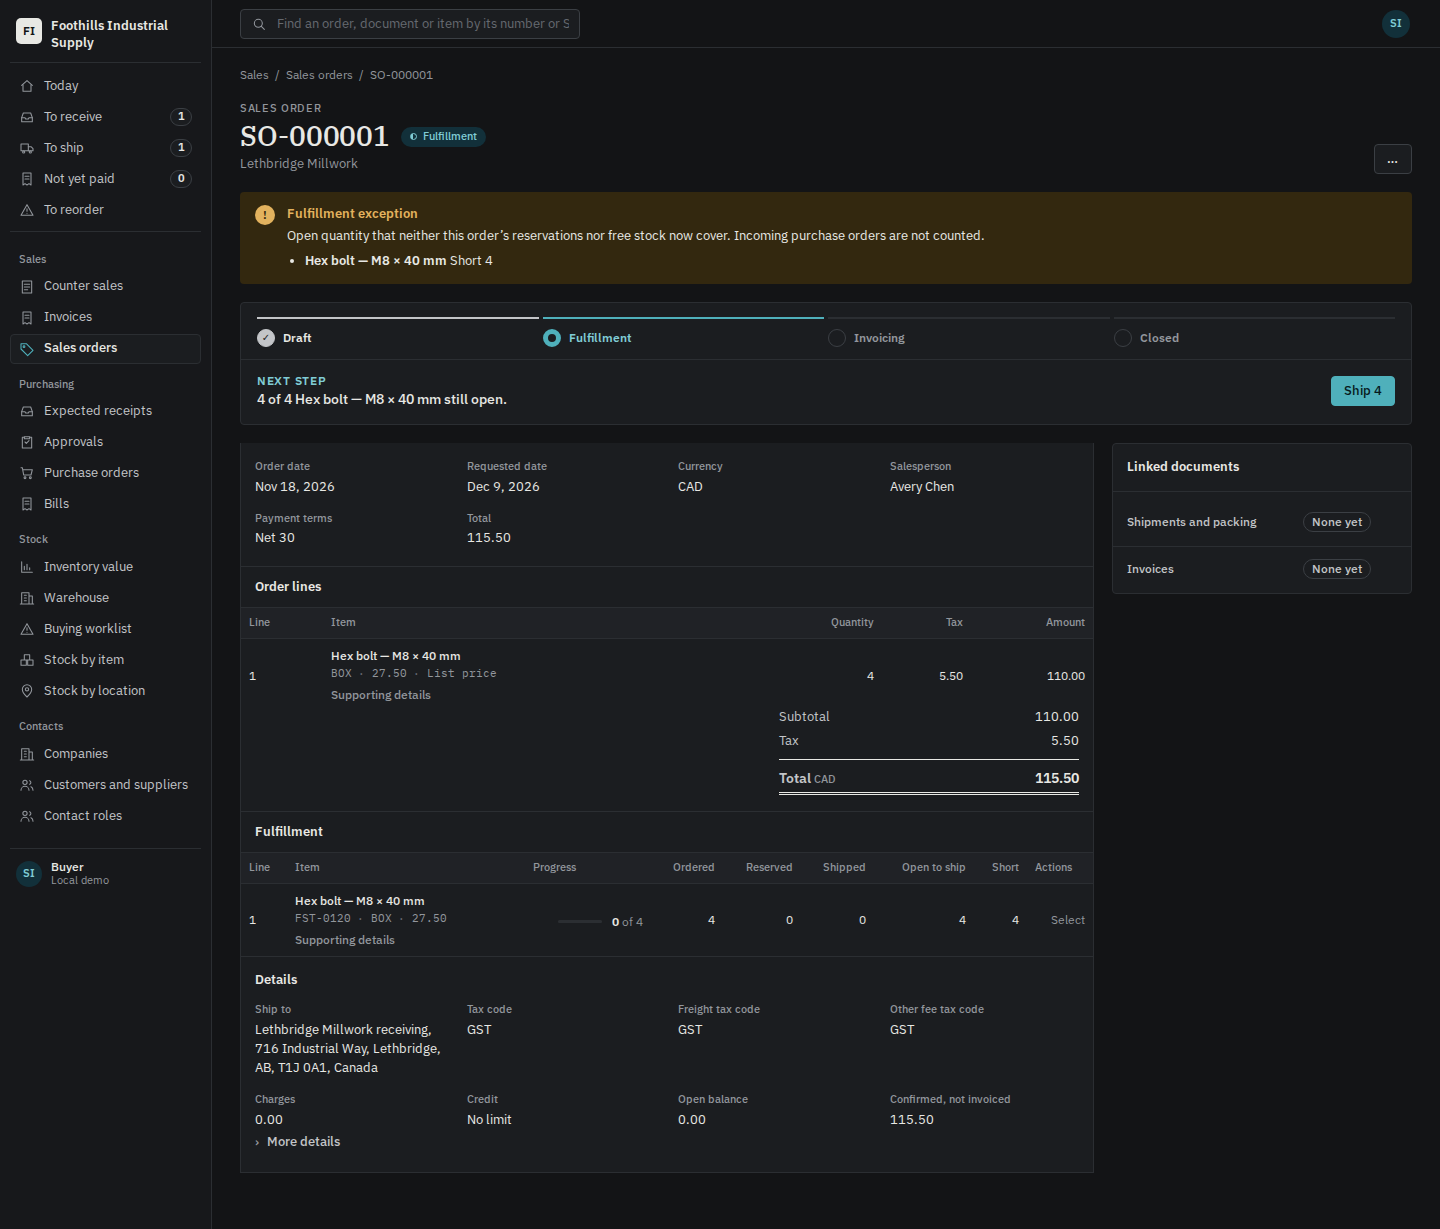 FI
Foothills Industrial
Supply
Today
To receive 1
To ship 1
Not yet paid 0
To reorder
Sales
Counter sales
Invoices
Sales orders
Purchasing
Expected receipts
Approvals
Purchase orders
Bills
Stock
Inventory value
Warehouse
Buying worklist
Stock by item
Stock by location
Contacts
Companies
Customers and suppliers
Contact roles
SI
Buyer
Local demo
Find an order, document or item by its number or S
SI
Sales / Sales orders / SO-000001
SALES ORDER
SO-000001 Fulfillment
Lethbridge Millwork
...
! Fulfillment exception
Open quantity that neither this order’s reservations nor free stock now cover. Incoming purchase orders are not counted.
• Hex bolt — M8 × 40 mm Short 4
✓ Draft Fulfillment Invoicing Closed
NEXT STEP
4 of 4 Hex bolt — M8 × 40 mm still open.
Ship 4
Order date Requested date Currency Salesperson
Nov 18, 2026 Dec 9, 2026 CAD Avery Chen
Payment terms Total
Net 30 115.50
Order lines
Line Item Quantity Tax Amount
Hex bolt — M8 × 40 mm
BOX · 27.50 · List price
1 4 5.50 110.00
Supporting details
Subtotal 110.00
Tax 5.50
Total CAD 115.50
Fulfillment
Line Item Progress Ordered Reserved Shipped Open to ship Short Actions
Hex bolt — M8 × 40 mm
FST-0120 · BOX · 27.50
1 0 of 4 4 0 0 4 4 Select
Supporting details
Details
Ship to Tax code Freight tax code Other fee tax code
Lethbridge Millwork receiving, GST GST GST
716 Industrial Way, Lethbridge,
AB, T1J 0A1, Canada
Charges Credit Open balance Confirmed, not invoiced
0.00 No limit 0.00 115.50
› More details
Linked documents
Shipments and packing None yet
Invoices None yet